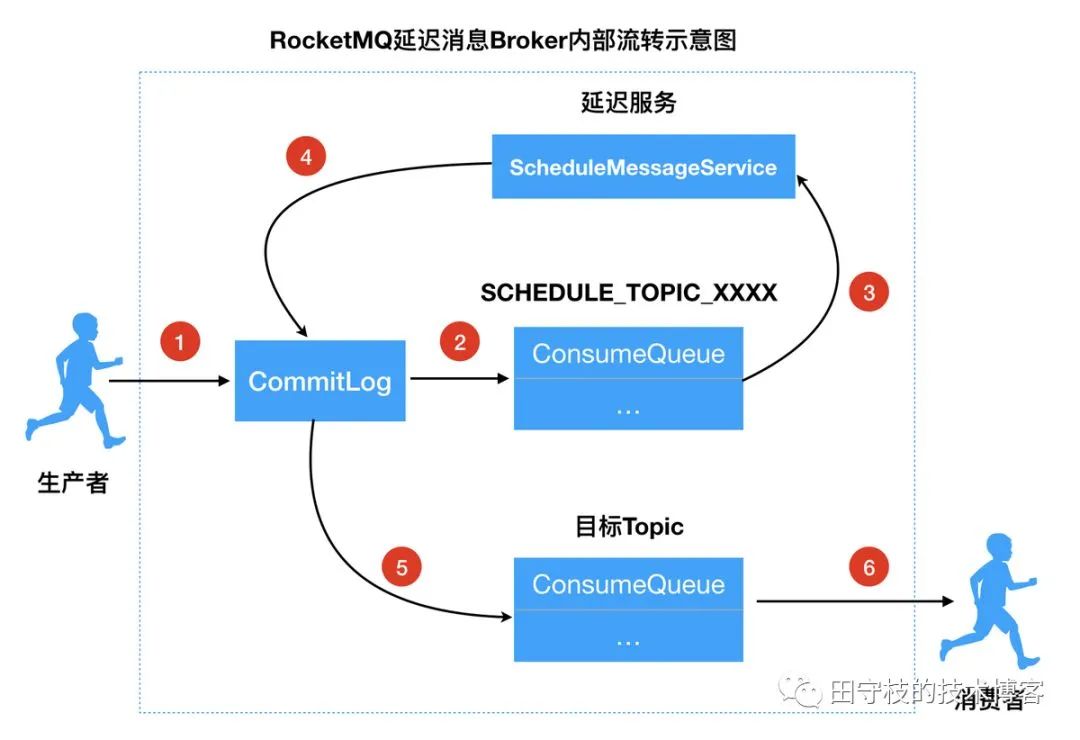 RocketMQ延迟消息Broker内部流转示意图
延迟服务
4
ScheduleMessageService
SCHEDULE_TOPIC_XXXX
3
1
2
ConsumeQueue
CommitLog
...
生产者
目标Topic
5
ConsumeQueue
6
...
田守枝的技术博客
消费者